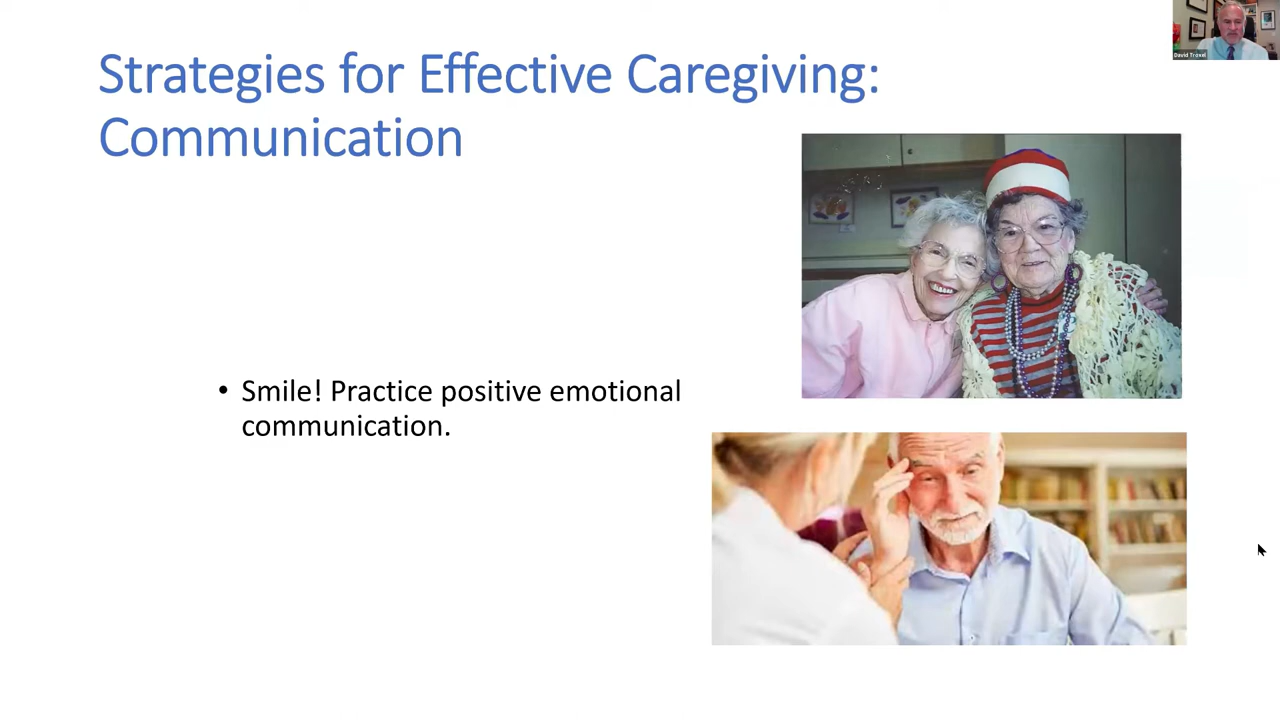 David Troxel
Strategies for Effective Caregiving:
Communication
• Smile! Practice positive emotional
communication.